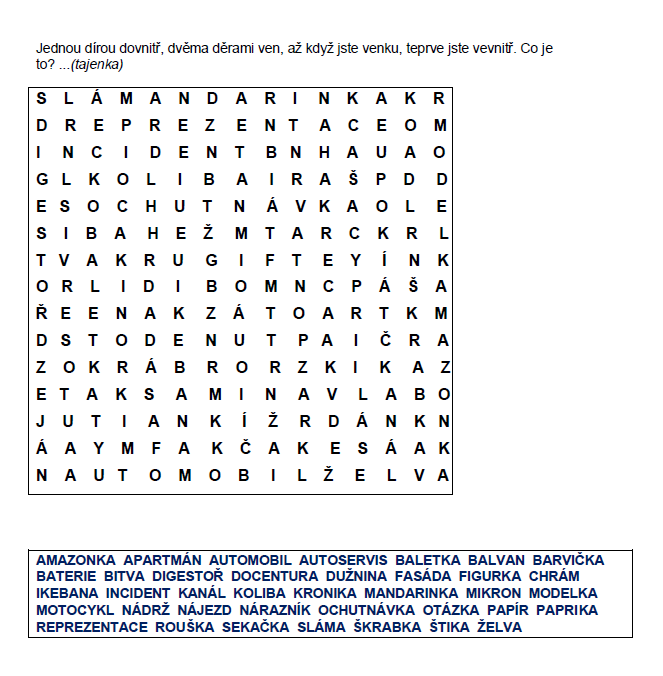 Jednou dírou dovnitř, dvěma děrami ven, až když jste venku, teprve jste vevnitř. Co je
to? ...(tajenka)
S L Á M A N D A R I N K A K R
D R E P R E Z E N T A C E O M
I N C I D E N T B N H A U A O
G L K O L I B A I R A Š P D D
E S O C H U T N Á V K A O L E
S I B A H E Ž M T A R C K R L
T V A K R U G I F T E Y Í N K
O R L I D I B O M N C P Á Š A
Ř E E N A K Z Á T O A R T K M
D S T O D E N U T P A I Č R A
Z O K R Á B R O R Z K I K A Z
E T A K S A M I N A V L A B O
J U T I A N K Í Ž R D Á N K N
Á A Y M F A K Č A K E S Á A K
N A U T O M O B I L Ž E L V A
AMAZONKA APARTMÁN AUTOMOBIL AUTOSERVIS BALETKA BALVAN BARVIČKA
BATERIE BITVA DIGESTOŘ DOCENTURA DUŽNINA FASÁDA FIGURKA CHRÁM
IKEBANA INCIDENT KANÁL KOLIBA KRONIKA MANDARINKA MIKRON MODELKA
MOTOCYKL NÁDRŽ NÁJEZD NÁRAZNÍK OCHUTNÁVKA OTÁZKA PAPÍR PAPRIKA
REPREZENTACE ROUŠKA SEKAČKA SLÁMA ŠKRABKA ŠTIKA ŽELVA